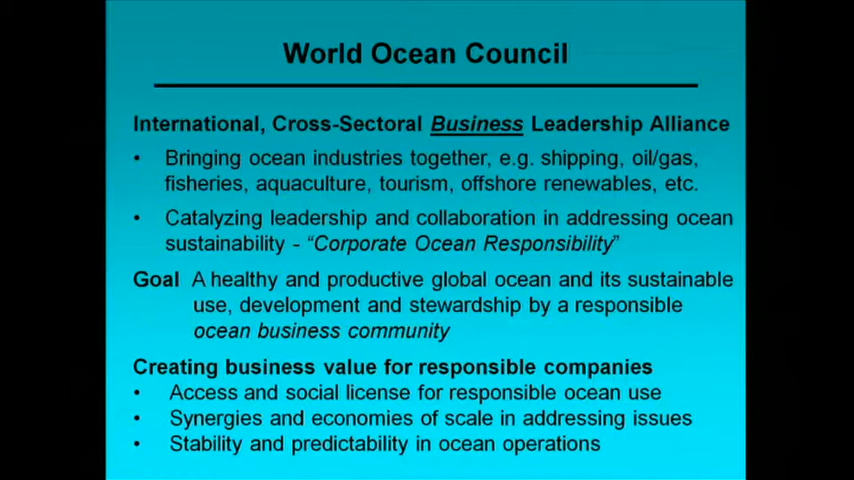 World Ocean Council
International, Cross-Sectoral Business Leadership Alliance
• Bringing ocean industries together, e.g. shipping, oil/gas,
fisheries, aquaculture, tourism, offshore renewables, etc.
• Catalyzing leadership and collaboration in addressing ocean
sustainability - “Corporate Ocean Responsibility”
Goal A healthy and productive global ocean and its sustainable
use, development and stewardship by a responsible
ocean business community
Creating business value for responsible companies
• Access and social license for responsible ocean use
• Synergies and economies of scale in addressing issues
• Stability and predictability in ocean operations